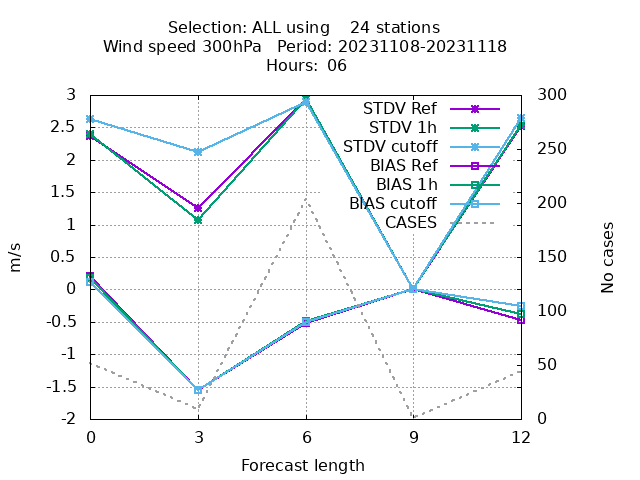 Selection: ALL using    24 stations
Wind speed 300hPa   Period: 20231108-20231118
Hours:  06
3
2.5
2
1.5
1
0.5
0
-0.5
-1
-1.5
-2
300
250
200
150
100
50
0
STDV Ref
STDV 1h
STDV cutoff
BIAS Ref
BIAS 1h
BIAS cutoff
CASES
m/s
No cases
0 3 6 9 12
Forecast length